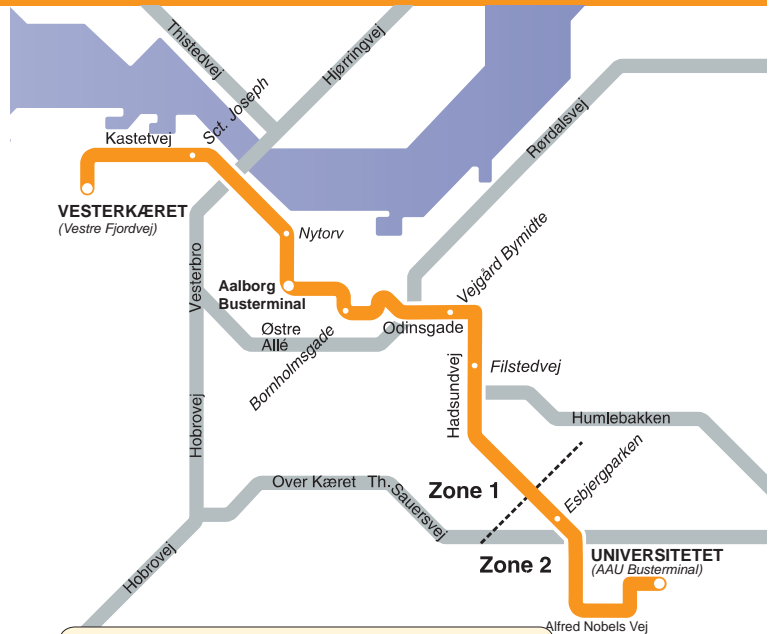 Thistedvej
Hjørringvej
Sct. Joseph
Kastetvej
Rørdalsvej
VESTERKÆRET
(Vestre Fjordvej)
Nytorv
Vesterbro
Aalborg
Busterminal
Vejgård Bymidte
Østre
Allé
Odinsgade
Bornholmsgade
Filstedvej
Hadsundvej
Humlebakken
Hobrovej
Esbjergparken
Over Kæret
Th. Sauersvej
Zone 1
Zone 2
UNIVERSITETET
(AAU Busterminal)
Hobrovej
Alfred Nobels Vej